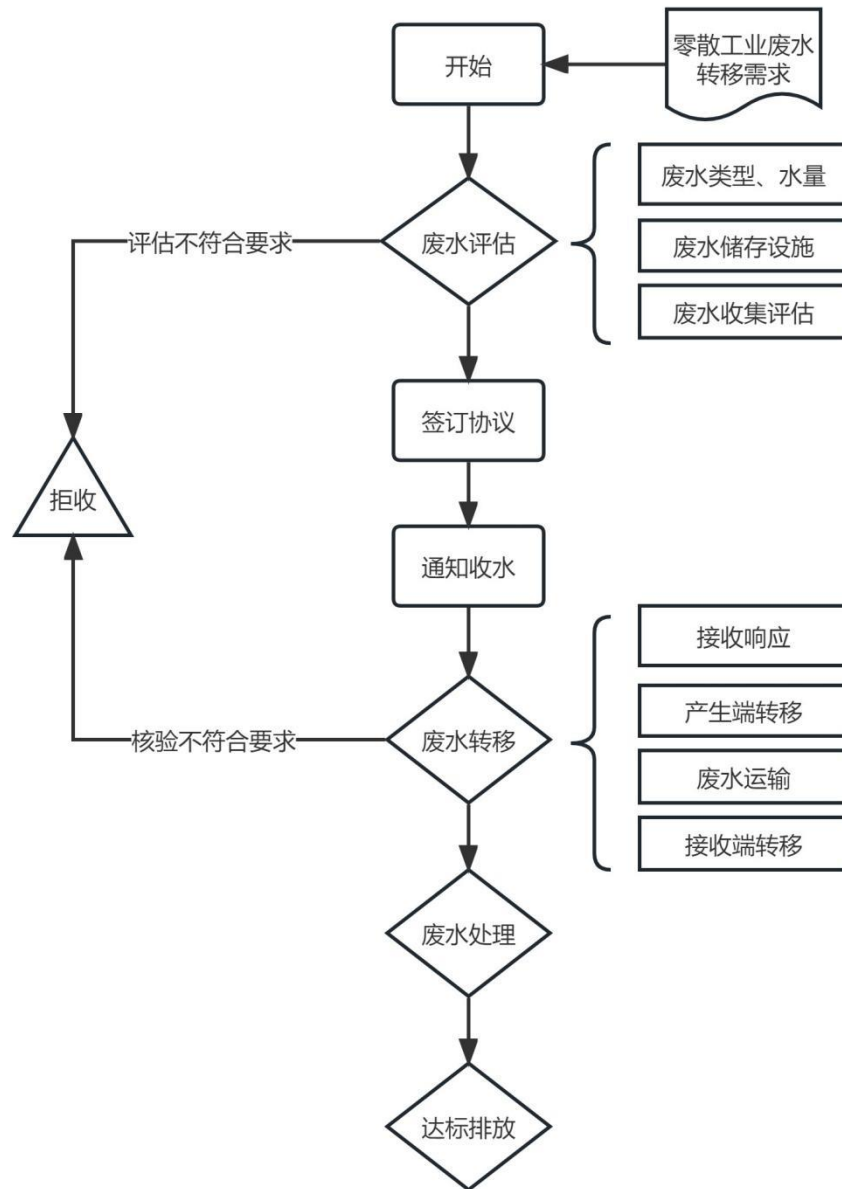 开始
零散工业废水
转移需求
废水类型、水量
评估不符合要求
废水评估
废水储存设施
废水收集评估
签订协议
拒收
通知收水
接收响应
产生端转移
核验不符合要求
废水转移
废水运输
接收端转移
废水处理
达标排放